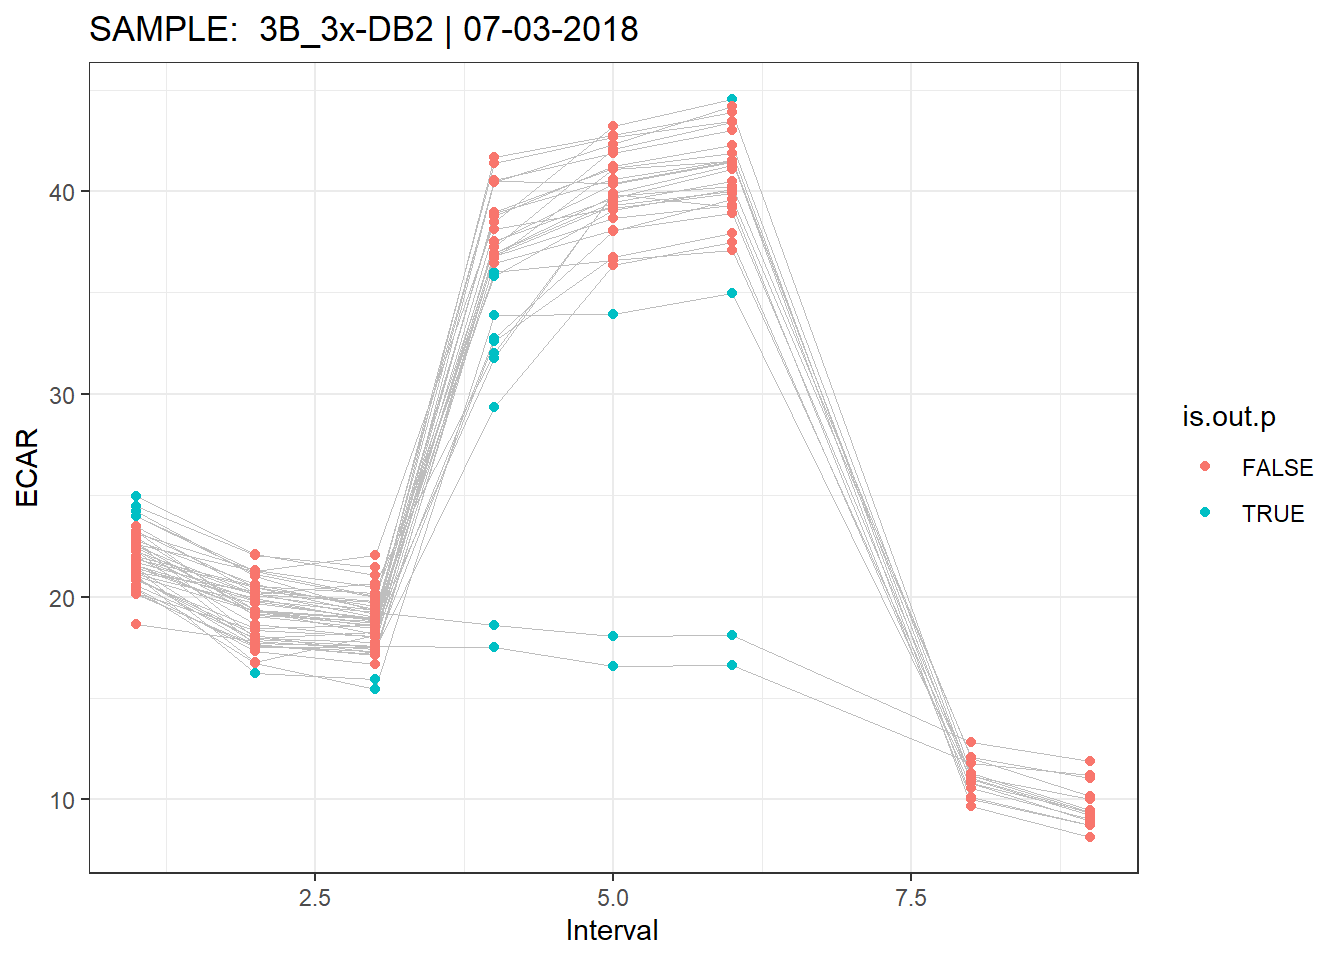 SAMPLE:  3B_3x-DB2 | 07-03-2018
40
30
20
10
ECAR
2.5
5.0
7.5
Interval
is.out.p
FALSE
TRUE